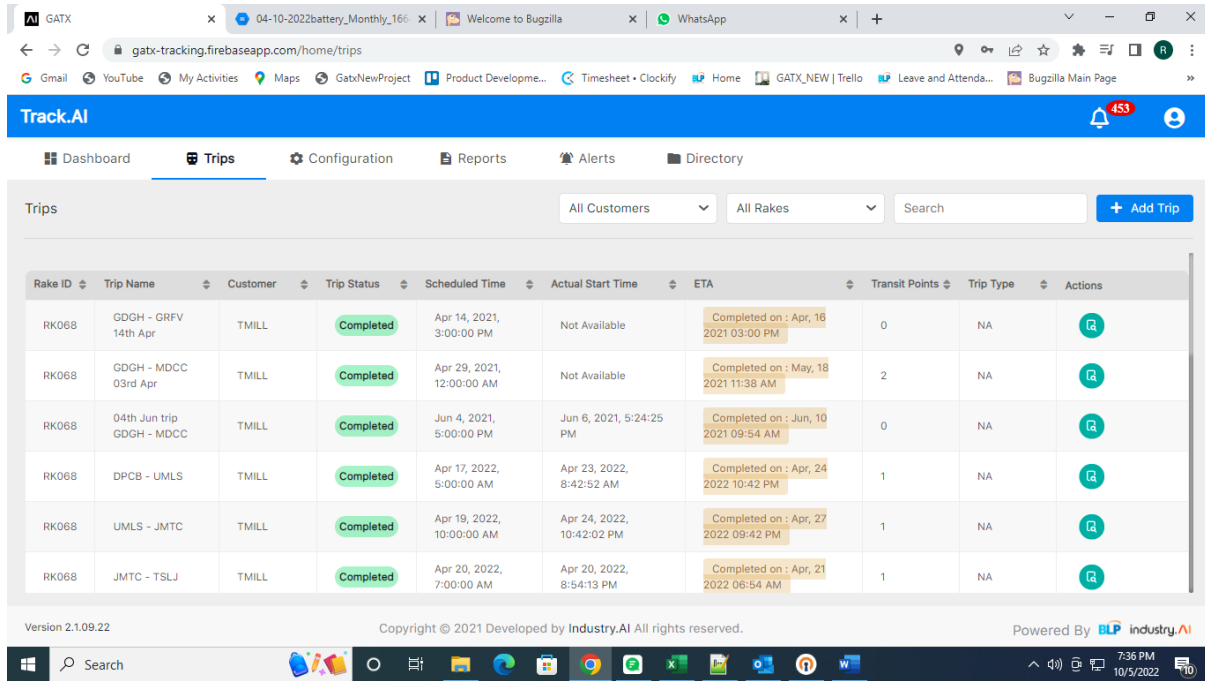 GATX
04-10-2022battery_Monthly_166
Welcome to Bugzilla
WhatsApp
gatx-tracking.firebaseapp.com/home/trips
R
Gmail YouTube My Activities Maps GatxNewProject Product Developme... Timesheet • Clockify Home GATX_NEW | Trello Leave and Attenda... Bugzilla Main Page »
Track.AI 453
Dashboard Trips Configuration Reports Alerts Directory
Trips All Customers All Rakes Search + Add Trip
Rake ID Trip Name Customer Trip Status Scheduled Time Actual Start Time ETA Transit Points Trip Type Actions
RK068 GDGH - GRFV 14th Apr TMILL Completed Apr 14, 2021, 3:00:00 PM Not Available Completed on : Apr, 16 2021 03:00 PM 0 NA
RK068 GDGH - MDCC 03rd Apr TMILL Completed Apr 29, 2021, 12:00:00 AM Not Available Completed on : May, 18 2021 11:38 AM 2 NA
RK068 04th Jun trip GDGH - MDCC TMILL Completed Jun 4, 2021, 5:00:00 PM Jun 6, 2021, 5:24:25 PM Completed on : Jun, 10 2021 09:54 AM 0 NA
RK068 DPCB - UMLS TMILL Completed Apr 17, 2022, 5:00:00 AM Apr 23, 2022, 8:42:52 AM Completed on : Apr, 24 2022 10:42 PM 1 NA
RK068 UMLS - JMTC TMILL Completed Apr 19, 2022, 10:00:00 AM Apr 24, 2022, 10:42:02 PM Completed on : Apr, 27 2022 09:42 PM 1 NA
RK068 JMTC - TSLJ TMILL Completed Apr 20, 2022, 7:00:00 AM Apr 20, 2022, 8:54:13 PM Completed on : Apr, 21 2022 06:54 AM 1 NA
Version 2.1.09.22 Copyright © 2021 Developed by Industry.AI All rights reserved. Powered By BLP industry.AI
Search
7:36 PM
10/5/2022